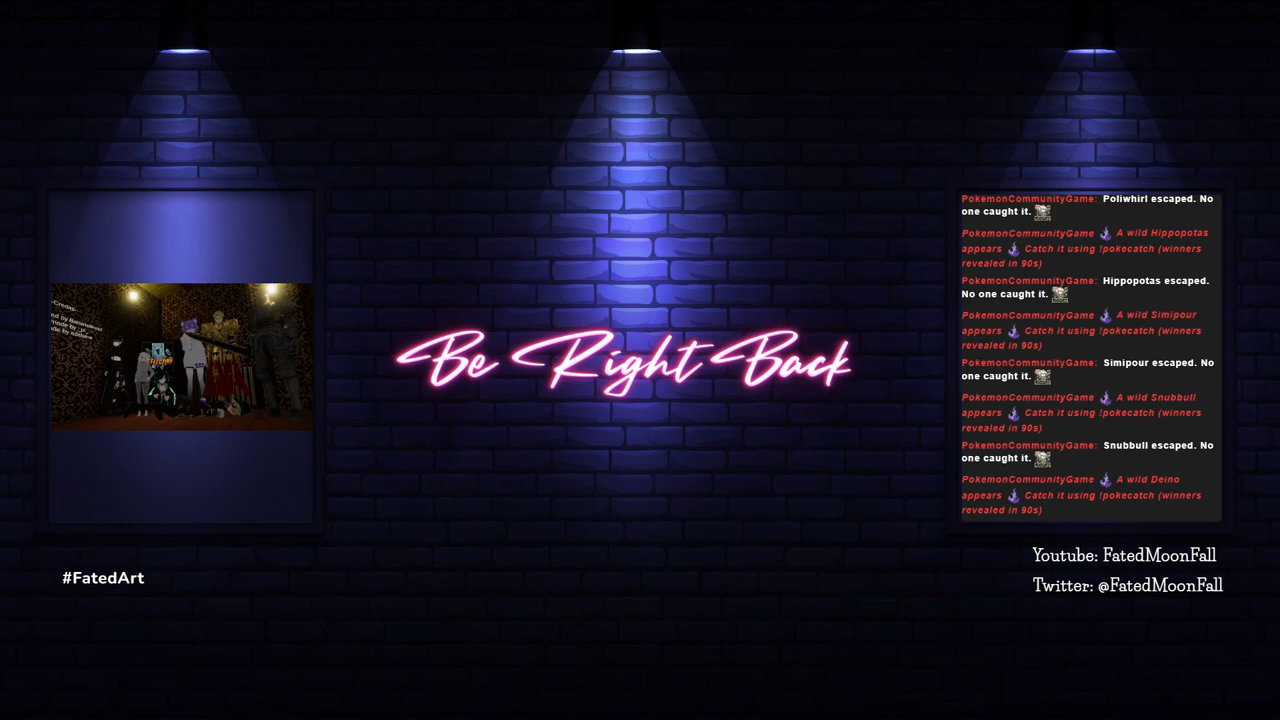 Be Right Back
PokemonCommunityGame: Poliwhirl escaped. No
one caught it.
PokemonCommunityGame A wild Hippopotas
appears Catch it using !pokecatch (winners
revealed in 90s)
PokemonCommunityGame: Hippopotas escaped.
No one caught it.
PokemonCommunityGame A wild Simipour
appears Catch it using !pokecatch (winners
revealed in 90s)
PokemonCommunityGame: Simipour escaped. No
one caught it.
PokemonCommunityGame A wild Snubbull
appears Catch it using !pokecatch (winners
revealed in 90s)
PokemonCommunityGame: Snubbull escaped. No
one caught it.
PokemonCommunityGame A wild Deino
appears Catch it using !pokecatch (winners
revealed in 90s)
#FatedArt
Youtube: FatedMoonFall
Twitter: @FatedMoonFall